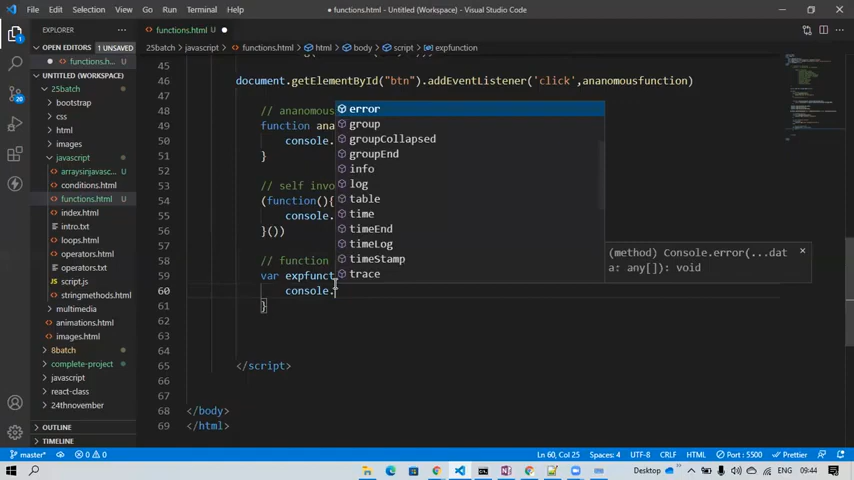 File Edit Selection View Go Run Terminal Help
• functions.html - Untitled (Workspace) - Visual Studio Code
EXPLORER
functions.html U
OPEN EDITORS 1 UNSAVED
functions.html U
25batch > javascript > functions.html > html > body > script > expfunction
UNTITLED (WORKSPACE)
25batch
bootstrap
css
html
images
javascript
arraysinjavasc... U
conditions.html
functions.html U
index.html
intro.txt
loops.html
operators.html
operators.txt
script.js
stringmethods.html
multimedia
animations.html
images.html
8batch
complete-project
javascript
react-class
24thnovember
OUTLINE
TIMELINE
45
46 document.getElementById("btn").addEventListener('click',ananomousfunction)
47
48 // ananomous
49 function ana
50 console.
51 }
52
53 // self invo
54 (function(){
55 console.
56 }())
57
58 // function
59 var expfunct
60 console.
61 }
62
63
64
65 </script>
66
67
68 </body>
69 </html>
error
group
groupCollapsed
groupEnd
info
log
table
time
timeEnd
timeLog
timeStamp
trace
(method) Console.error(...dat
a: any[]): void
master* 0 0 Ln 60, Col 25 Spaces: 4 UTF-8 CRLF HTML Port : 5500 Prettier
Desktop ENG 09:44